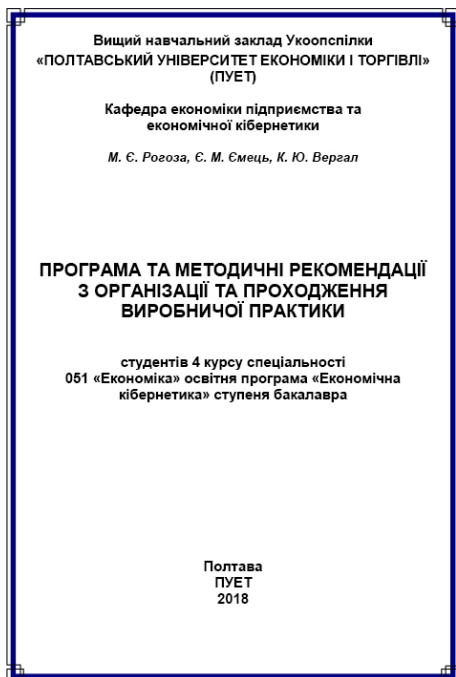 Вищий навчальний заклад Укоопспілки
«ПОЛТАВСЬКИЙ УНІВЕРСИТЕТ ЕКОНОМІКИ І ТОРГІВЛІ»
(ПУЕТ)
Кафедра економіки підприємства та
економічної кібернетики
М. Є. Рогоза, Є. М. Ємець, К. Ю. Вергал
ПРОГРАМА ТА МЕТОДИЧНІ РЕКОМЕНДАЦІЇ
З ОРГАНІЗАЦІЇ ТА ПРОХОДЖЕННЯ
ВИРОБНИЧОЇ ПРАКТИКИ
студентів 4 курсу спеціальності
051 «Економіка» освітня програма «Економічна
кібернетика» ступеня бакалавра
Полтава
ПУЕТ
2018